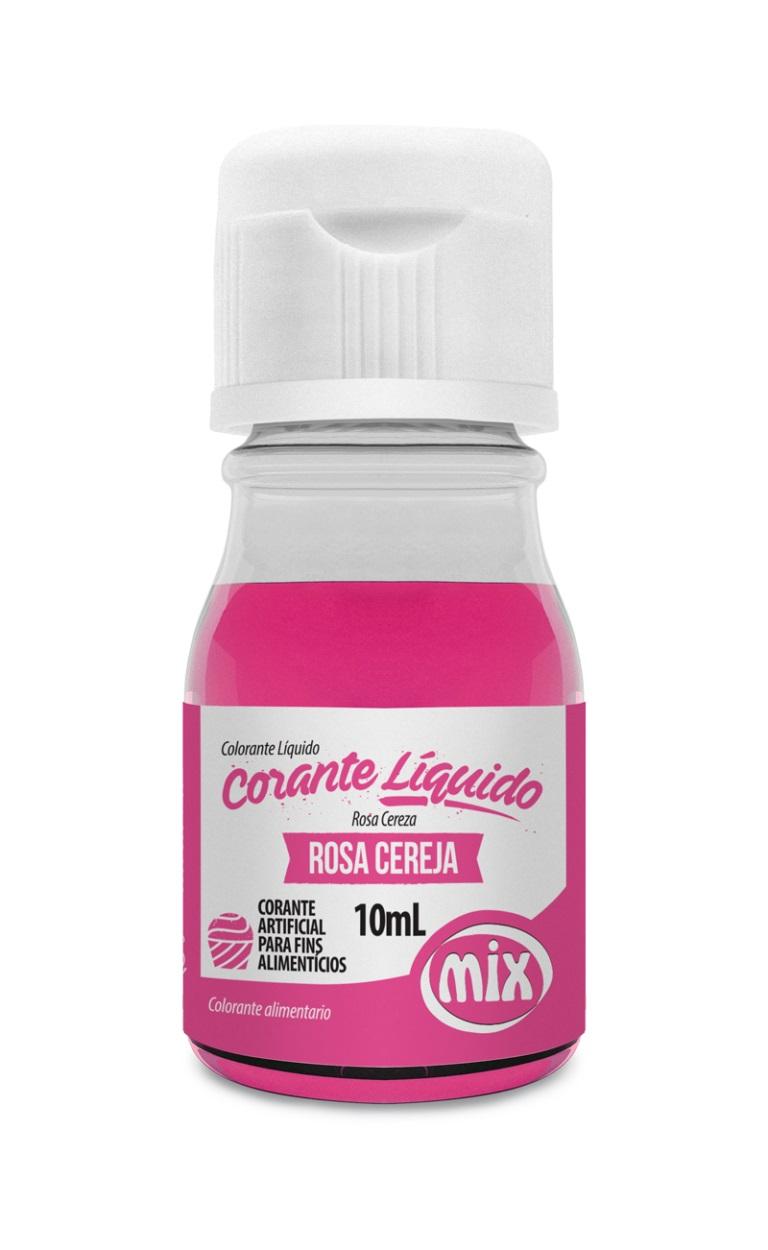 Colorante Líquido
Corante Líquido
Rosa Cereza
ROSA CEREJA
CORANTE
ARTIFICIAL
PARA FINS
ALIMENTÍCIOS
10mL
mix
Colorante alimentario